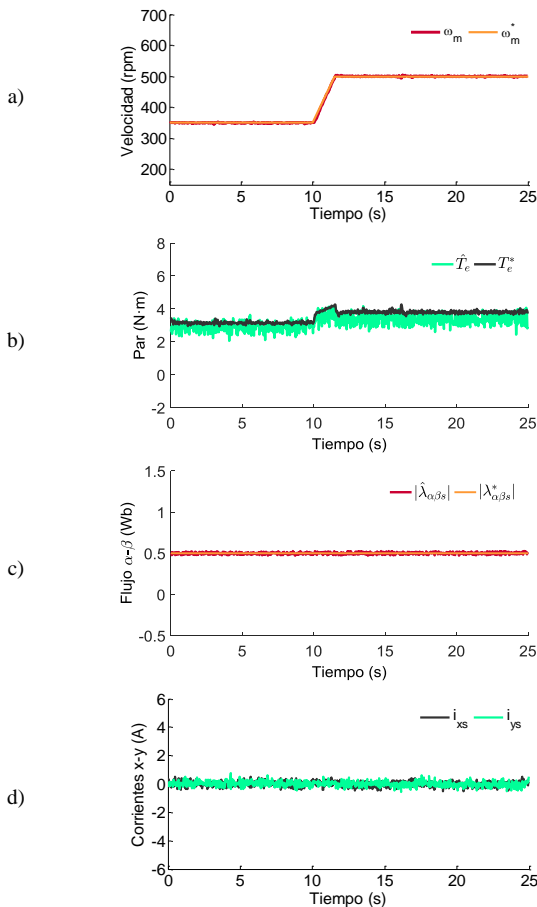 a)
700
600
500
400
300
200
Velocidad (rpm)
ω_m ω_m^*
0 5 10 15 20 25
Tiempo (s)
b)
8
6
4
2
0
-2
Par (N·m)
T̂_e T_e^*
0 5 10 15 20 25
Tiempo (s)
c)
1.5
1
0.5
0
-0.5
Flujo α-β (Wb)
|λ̂_αβs| |λ_αβs^*|
0 5 10 15 20 25
Tiempo (s)
d)
6
4
2
0
-2
-4
-6
Corrientes x-y (A)
i_xs i_ys
0 5 10 15 20 25
Tiempo (s)